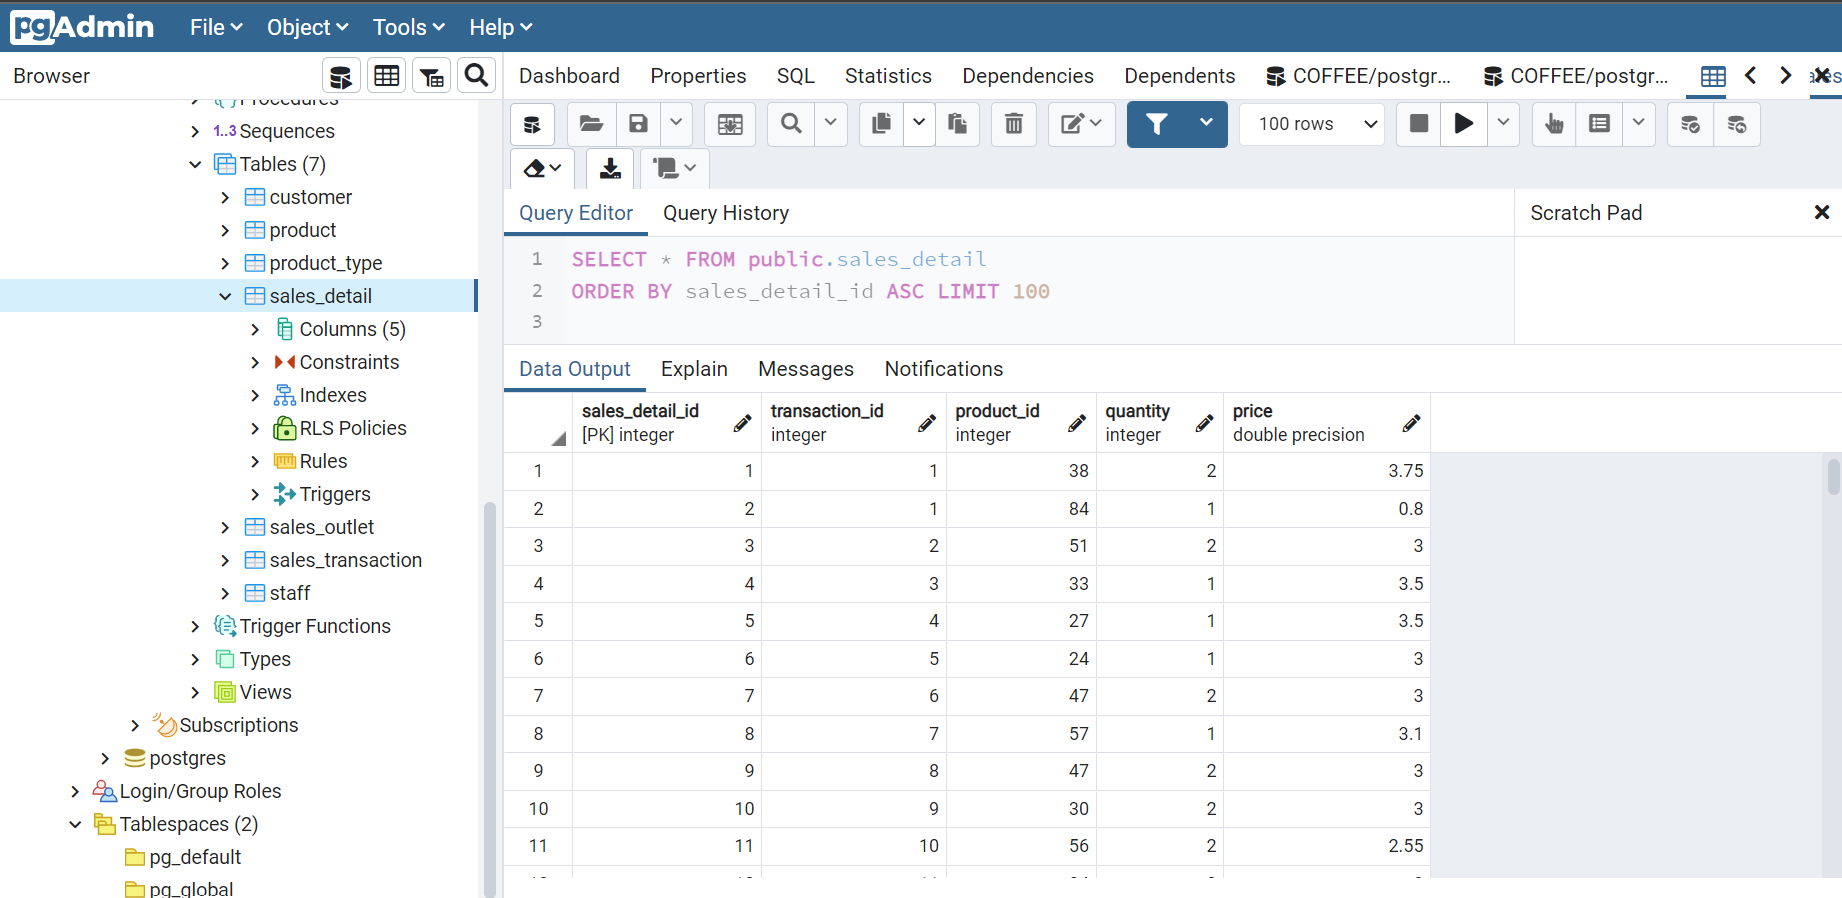 pgAdmin File Object Tools Help
Browser
Dashboard Properties SQL Statistics Dependencies Dependents COFFEE/postgr... COFFEE/postgr...
100 rows
Procedures
1..3 Sequences
Tables (7)
customer
product
product_type
sales_detail
Columns (5)
Constraints
Indexes
RLS Policies
Rules
Triggers
sales_outlet
sales_transaction
staff
Trigger Functions
Types
Views
Subscriptions
postgres
Login/Group Roles
Tablespaces (2)
pg_default
pg_global
Query Editor Query History
Scratch Pad
1 SELECT * FROM public.sales_detail
2 ORDER BY sales_detail_id ASC LIMIT 100
3
Data Output Explain Messages Notifications
sales_detail_id transaction_id product_id quantity price
[PK] integer integer integer integer double precision
1 1 1 38 2 3.75
2 2 1 84 1 0.8
3 3 2 51 2 3
4 4 3 33 1 3.5
5 5 4 27 1 3.5
6 6 5 24 1 3
7 7 6 47 2 3
8 8 7 57 1 3.1
9 9 8 47 2 3
10 10 9 30 2 3
11 11 10 56 2 2.55